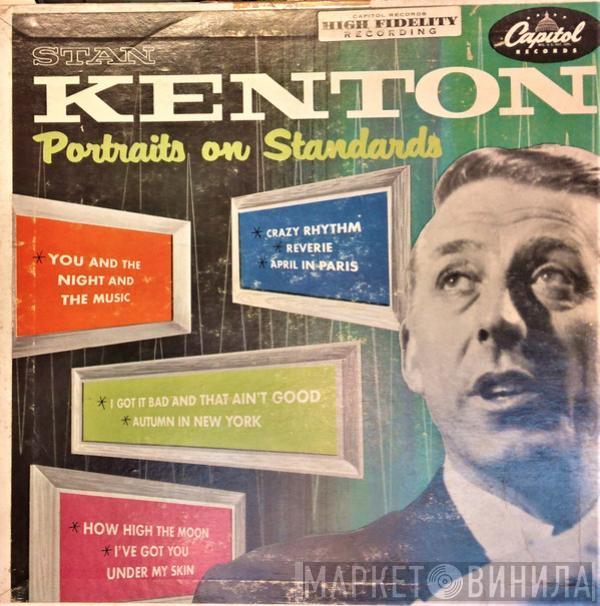 CAPITOL RECORDS
HIGH FIDELITY
RECORDING
Capitol
RECORDS
STAN
KENTON
Portraits on Standards
*YOU AND THE
NIGHT AND
THE MUSIC
*CRAZY RHYTHM
*REVERIE
*APRIL IN PARIS
*I GOT IT BAD AND THAT AIN'T GOOD
*AUTUMN IN NEW YORK
*HOW HIGH THE MOON
*I'VE GOT YOU
UNDER MY SKIN
МАРКЕТ ВИНИЛА